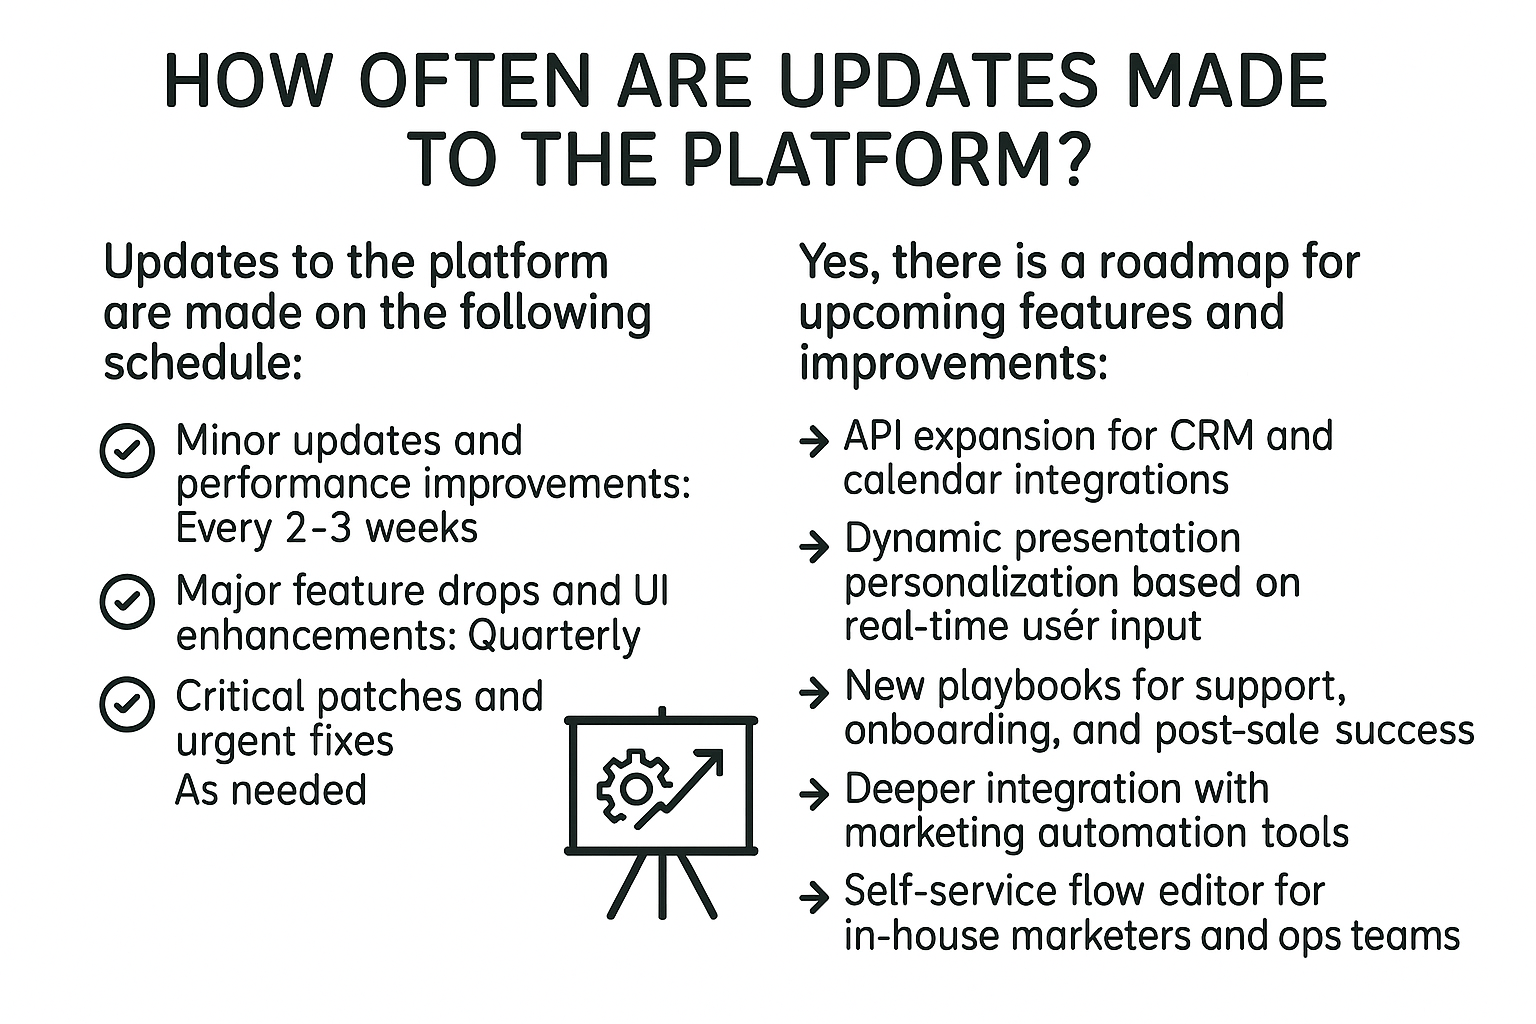 HOW OFTEN ARE UPDATES MADE
TO THE PLATFORM?
Updates to the platform
are made on the following
schedule:
Minor updates and
performance improvements:
Every 2-3 weeks
Major feature drops and UI
enhancements: Quarterly
Critical patches and
urgent fixes
As needed
Yes, there is a roadmap for
upcoming features and
improvements:
API expansion for CRM and
calendar integrations
Dynamic presentation
personalization based on
real-time usér input
New playbooks for support,
onboarding, and post-sale success
Deeper integration with
marketing automation tools
Self-service flow editor for
in-house marketers and ops teams